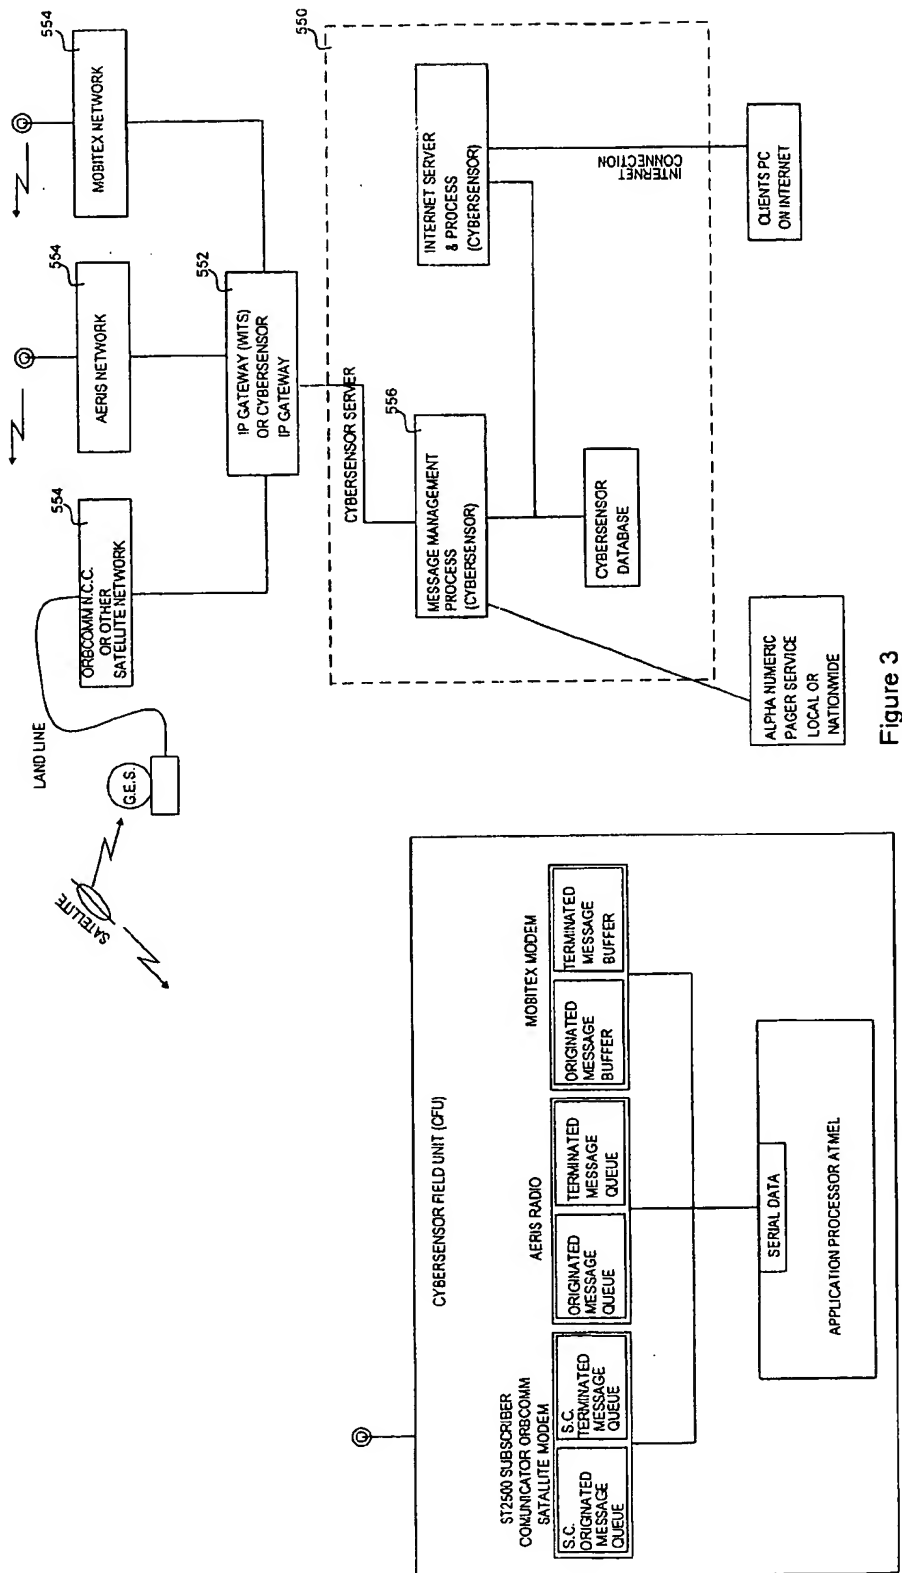 SATELLITE
G.E.S.
LAND LINE
554
ORBCOMM N.C.C.
OR OTHER
SATELLITE NETWORK
554
AERIS NETWORK
554
MOBITEX NETWORK
552
IP GATEWAY (WITS)
OR CYBERSENSOR
IP GATEWAY
550
CYBERSENSOR SERVER
556
MESSAGE MANAGEMENT
PROCESS
(CYBERSENSOR)
INTERNET SERVER
& PROCESS
(CYBERSENSOR)
CYBERSENSOR
DATABASE
INTERNET
CONNECTION
ALPHA NUMERIC
PAGER SERVICE
LOCAL OR
NATIONWIDE
CLIENTS PC
ON INTERNET
CYBERSENSOR FIELD UNIT (CFU)
ST2500 SUBSCRIBER
COMUNICATOR ORBCOMM
SATALLITE MODEM
S.C.
ORIGINATED
MESSAGE
QUEUE
S.C.
TERMINATED
MESSAGE
QUEUE
AERIS RADIO
ORIGINATED
MESSAGE
QUEUE
TERMINATED
MESSAGE
QUEUE
MOBITEX MODEM
ORIGINATED
MESSAGE
BUFFER
TERMINATED
MESSAGE
BUFFER
SERIAL DATA
APPLICATION PROCESSOR ATMEL
Figure 3